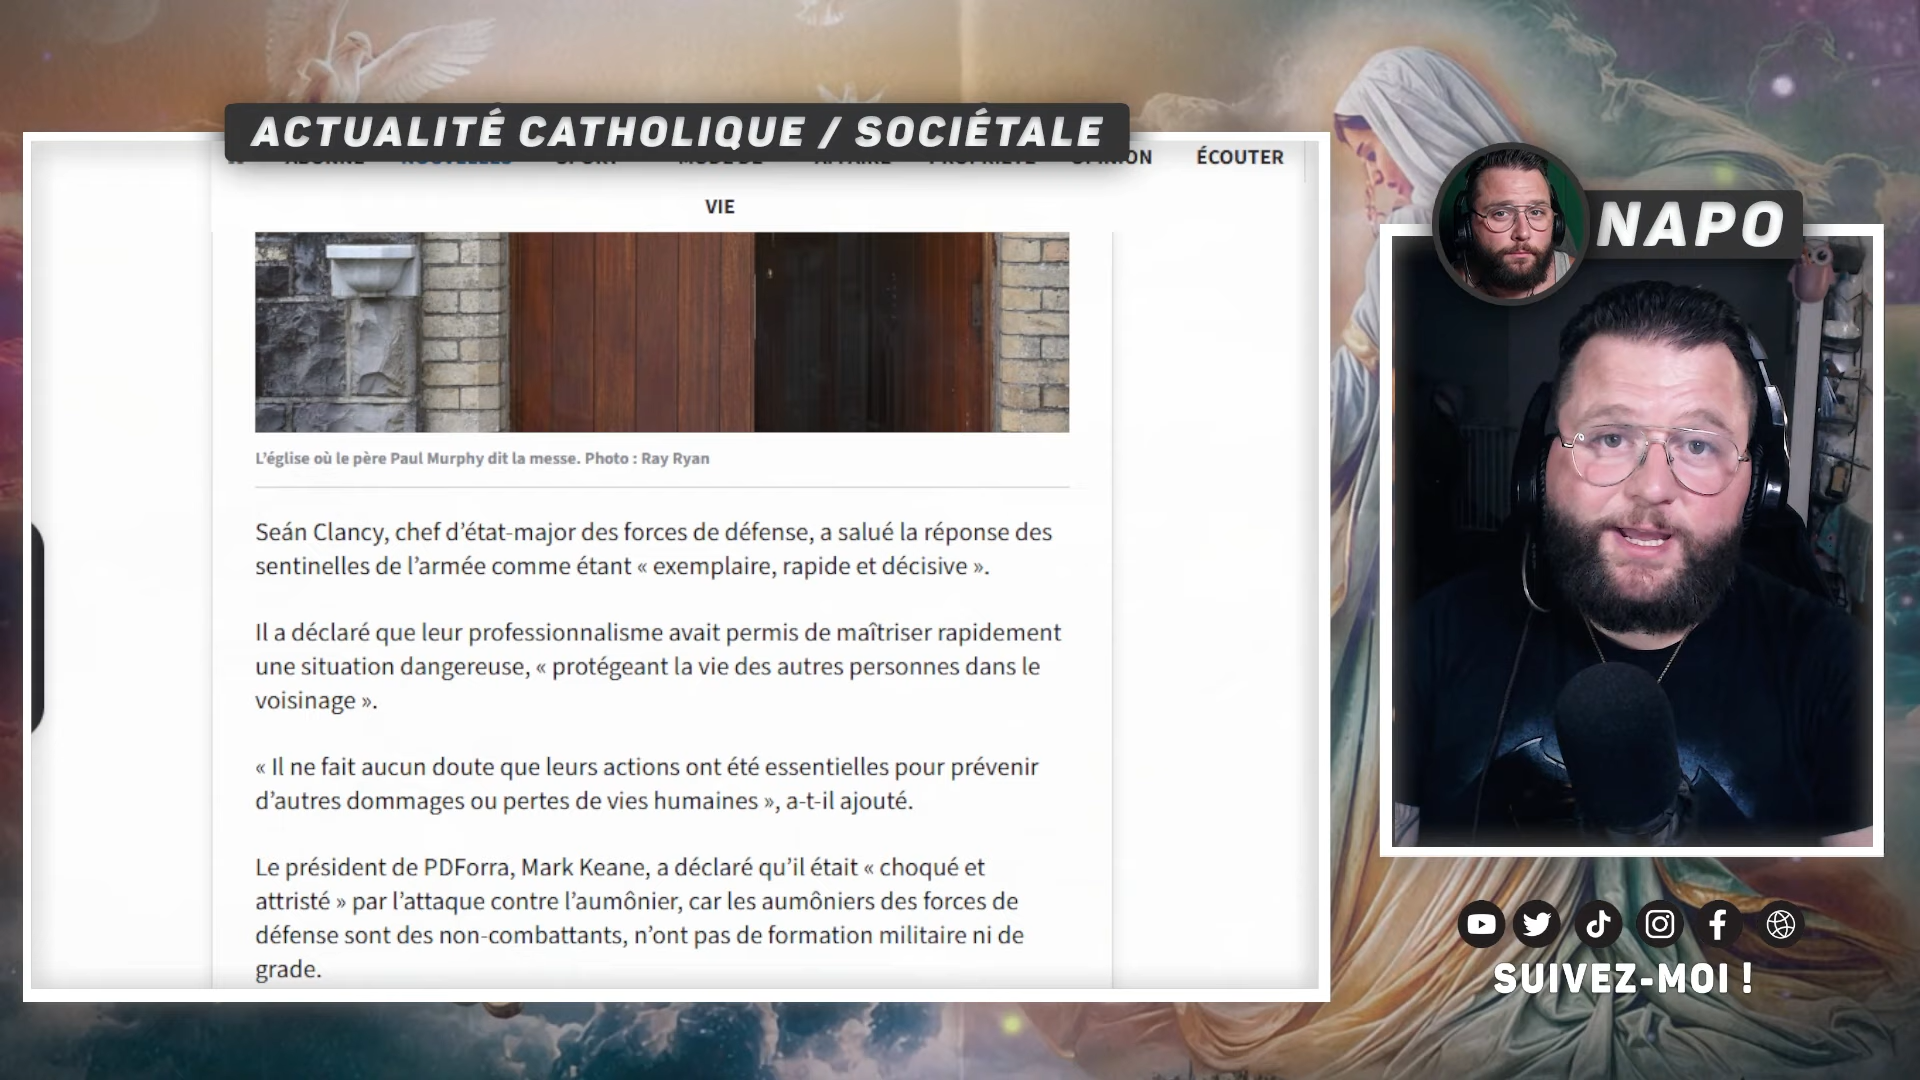 ACTUALITÉ CATHOLIQUE / SOCIÉTALE
ÉCOUTER
VIE
NAPO
L'église où le père Paul Murphy dit la messe. Photo : Ray Ryan
Seán Clancy, chef d'état-major des forces de défense, a salué la réponse des
sentinelles de l'armée comme étant « exemplaire, rapide et décisive ».
Il a déclaré que leur professionnalisme avait permis de maîtriser rapidement
une situation dangereuse, « protégeant la vie des autres personnes dans le
voisinage ».
« Il ne fait aucun doute que leurs actions ont été essentielles pour prévenir
d'autres dommages ou pertes de vies humaines », a-t-il ajouté.
Le président de PDForra, Mark Keane, a déclaré qu'il était « choqué et
attristé » par l'attaque contre l'aumônier, car les aumôniers des forces de
défense sont des non-combattants, n'ont pas de formation militaire ni de
grade.
SUIVEZ-MOI !